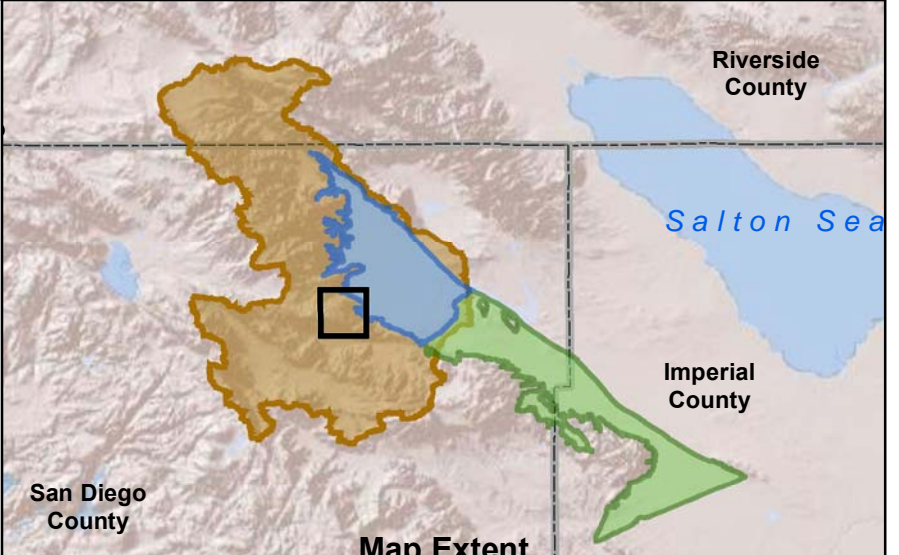 Riverside
County
Salton Sea
Imperial
County
San Diego
County
Map Extent